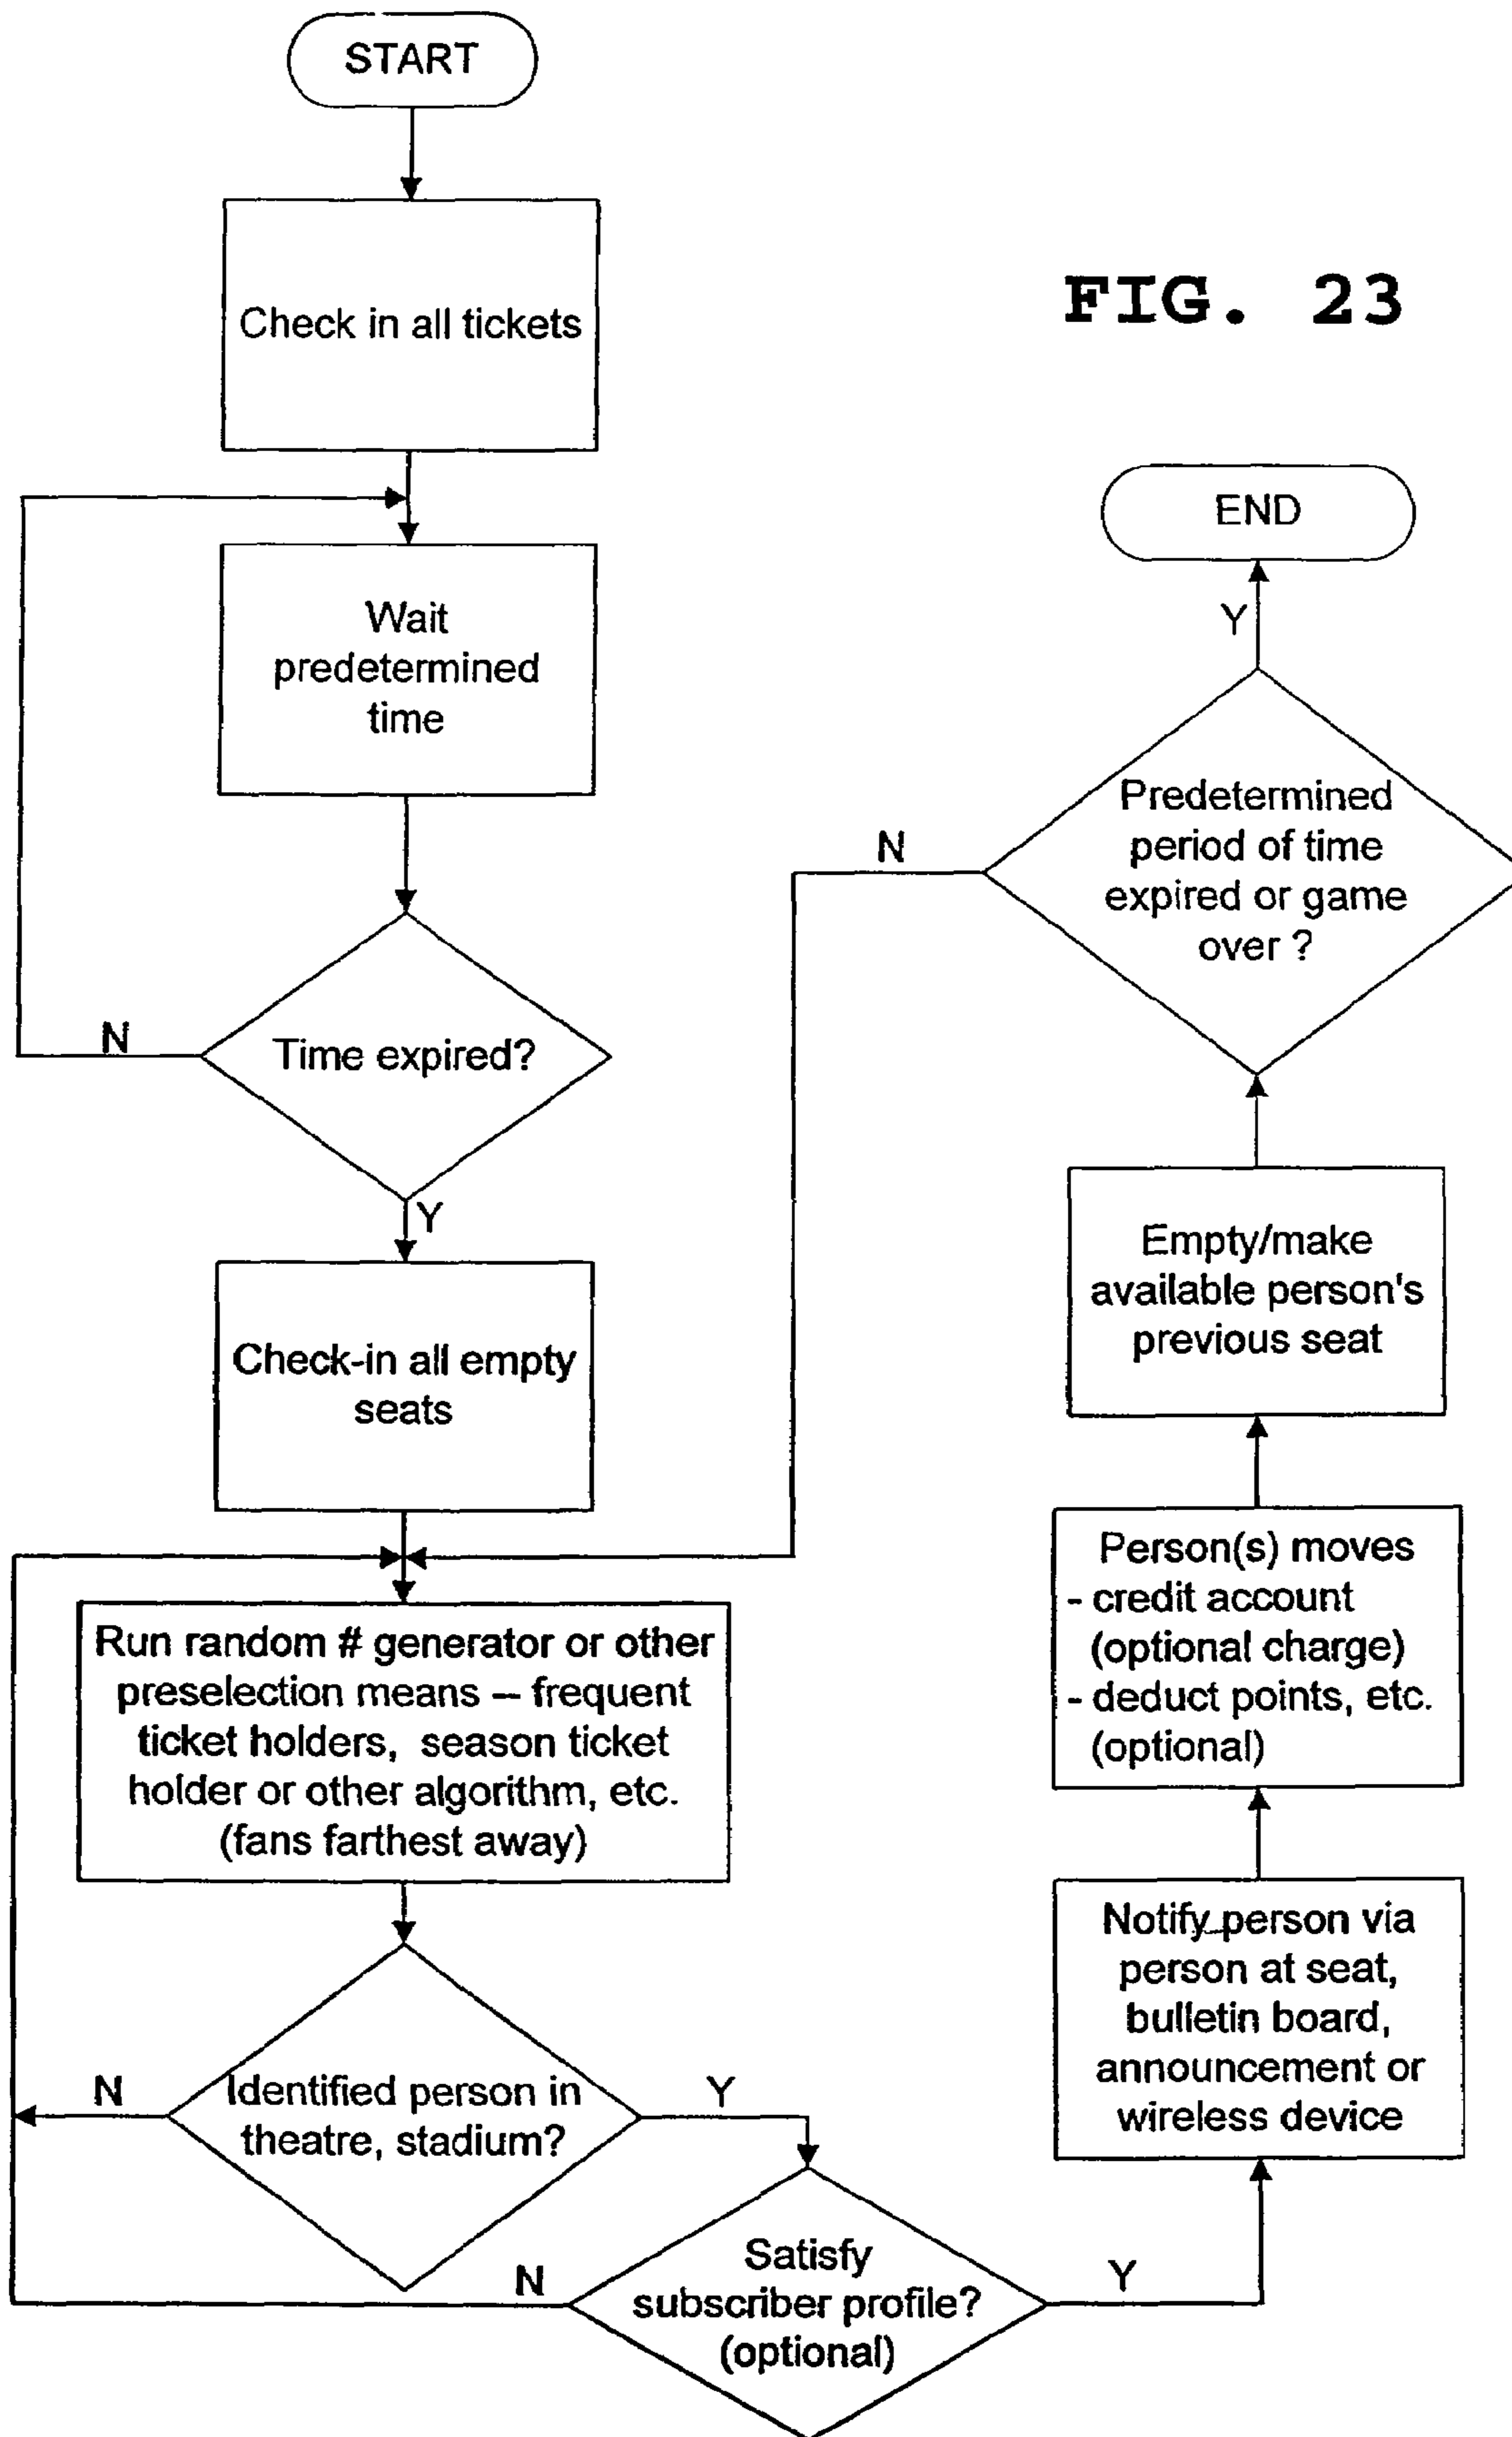 START
Check in all tickets
FIG. 23
Wait
predetermined
time
N
Time expired?
Y
Check-in all empty
seats
Run random # generator or other
preselection means – frequent
ticket holders, season ticket
holder or other algorithm, etc.
(fans farthest away)
N
Identified person in
theatre, stadium?
Y
N
Satisfy
subscriber profile?
(optional)
Y
Notify person via
person at seat,
bulletin board,
announcement or
wireless device
Person(s) moves
- credit account
(optional charge)
- deduct points, etc.
(optional)
Empty/make
available person's
previous seat
Predetermined
period of time
expired or game
over ?
N
Y
END